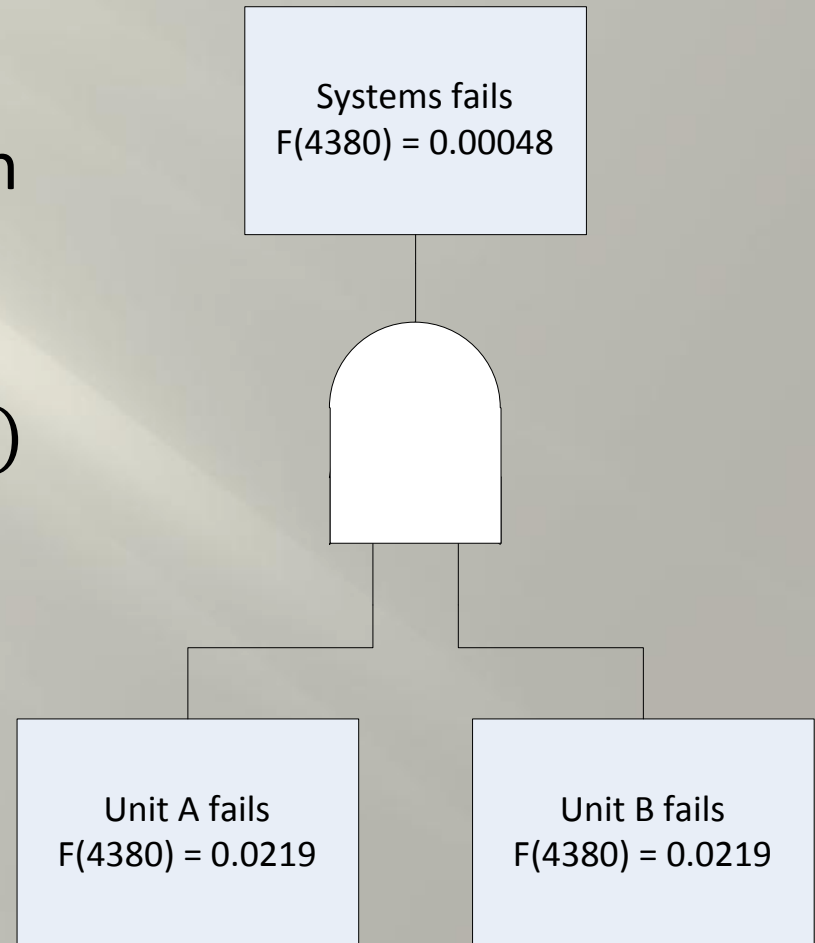 Systems fails
F(4380) = 0.00048
)
Unit A fails
F(4380) = 0.0219
Unit B fails
F(4380) = 0.0219